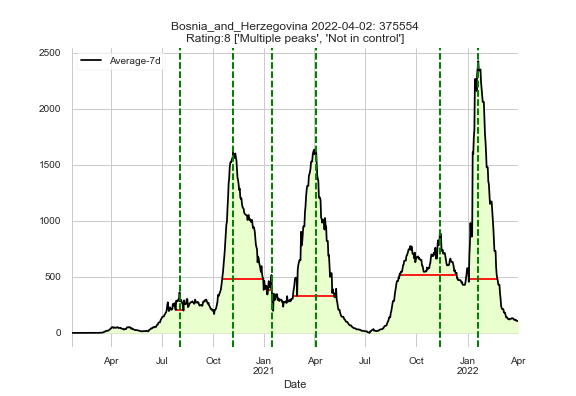 Bosnia_and_Herzegovina 2022-04-02: 375554
Rating:8 ['Multiple peaks', 'Not in control']
Average-7d
2500
2000
1500
1000
500
0
Apr Jul Oct Jan Apr Jul Oct Jan Apr
2021 2022
Date